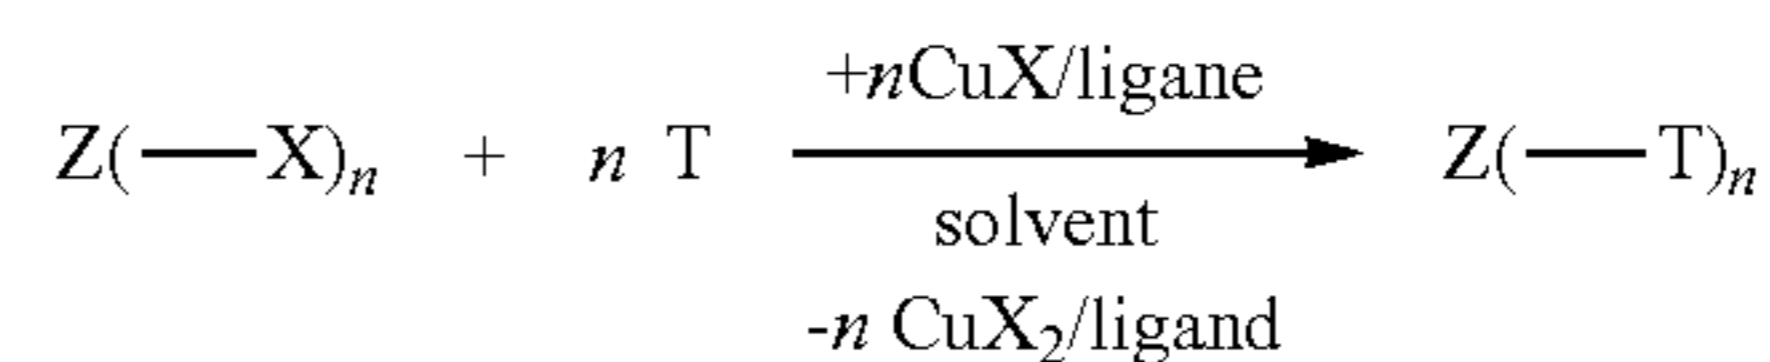 +nCuX/ligane
Z(—X)n + n T Z(—T)n
solvent
-n CuX2/ligand